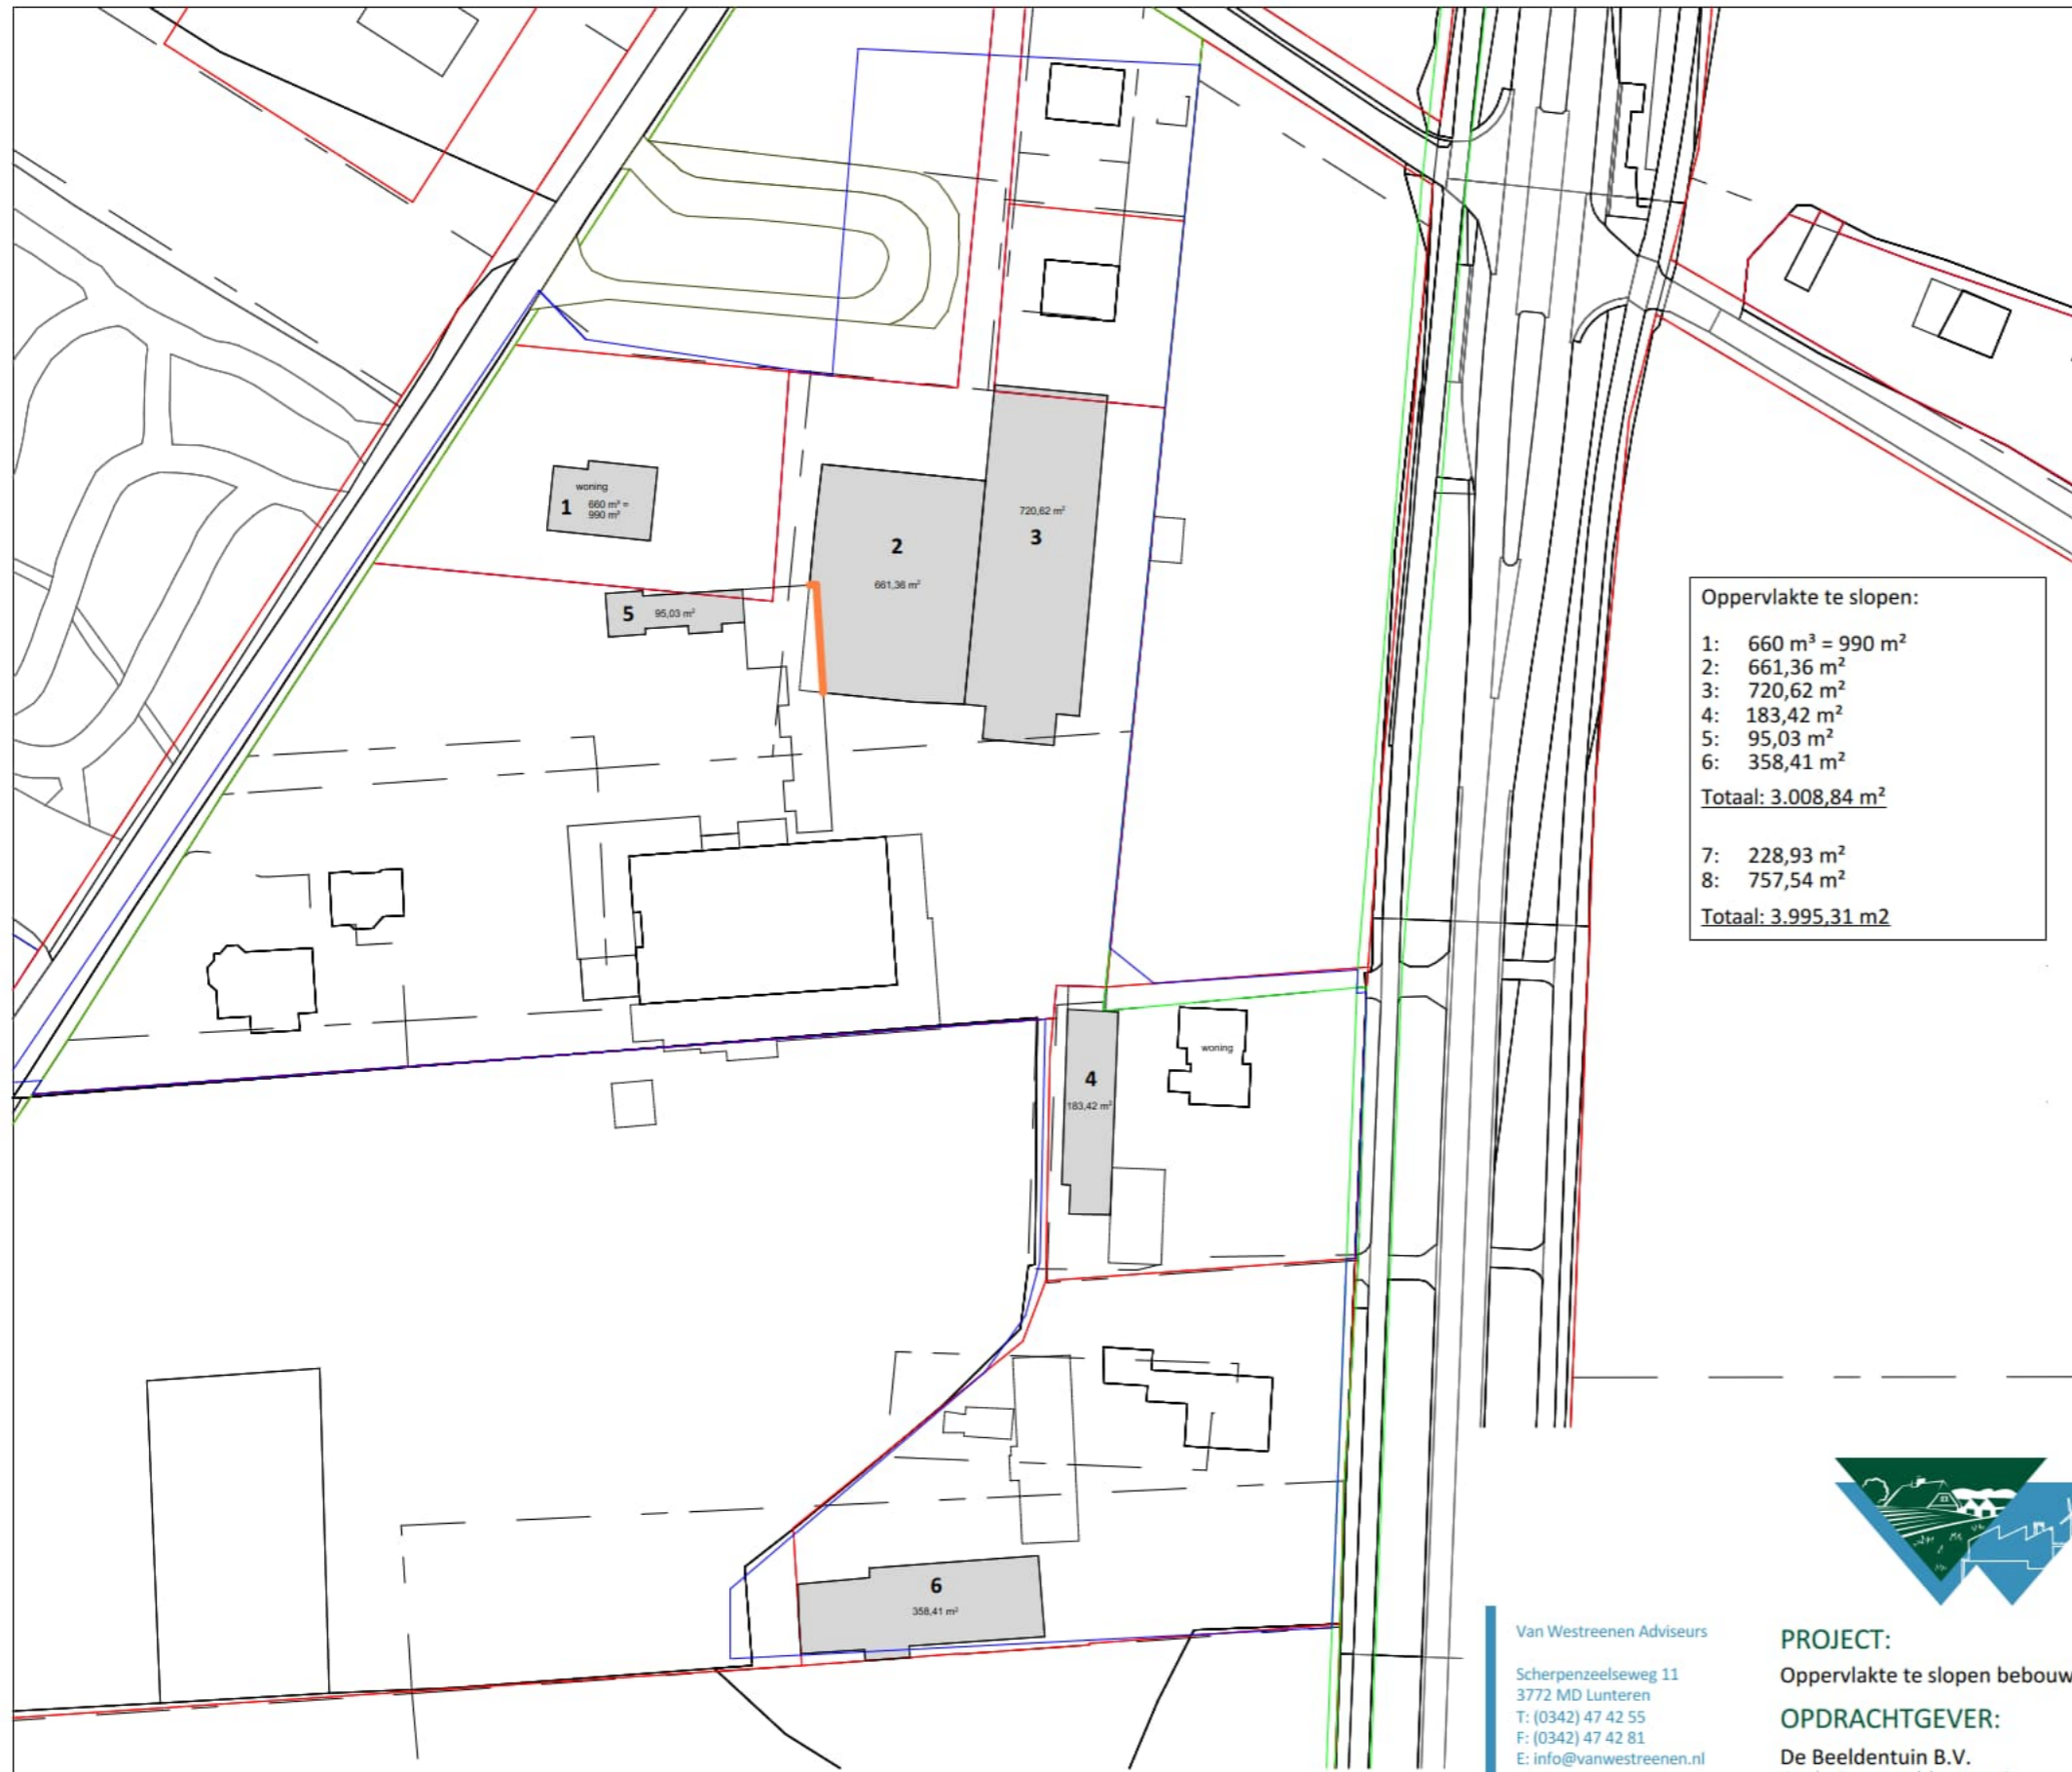 woning
1 660 m³ =
990 m²
2
661,36 m²
720,62 m²
3
5 95,03 m²
Oppervlakte te slopen:
1: 660 m³ = 990 m²
2: 661,36 m²
3: 720,62 m²
4: 183,42 m²
5: 95,03 m²
6: 358,41 m²
Totaal: 3.008,84 m²
7: 228,93 m²
8: 757,54 m²
Totaal: 3.995,31 m2
woning
4
183,42 m²
6
358,41 m²
Van Westreenen Adviseurs
Scherpenzeelseweg 11
3772 MD Lunteren
T: (0342) 47 42 55
F: (0342) 47 42 81
E: info@vanwestreenen.nl
PROJECT:
Oppervlakte te slopen bebouw
OPDRACHTGEVER:
De Beeldentuin B.V.